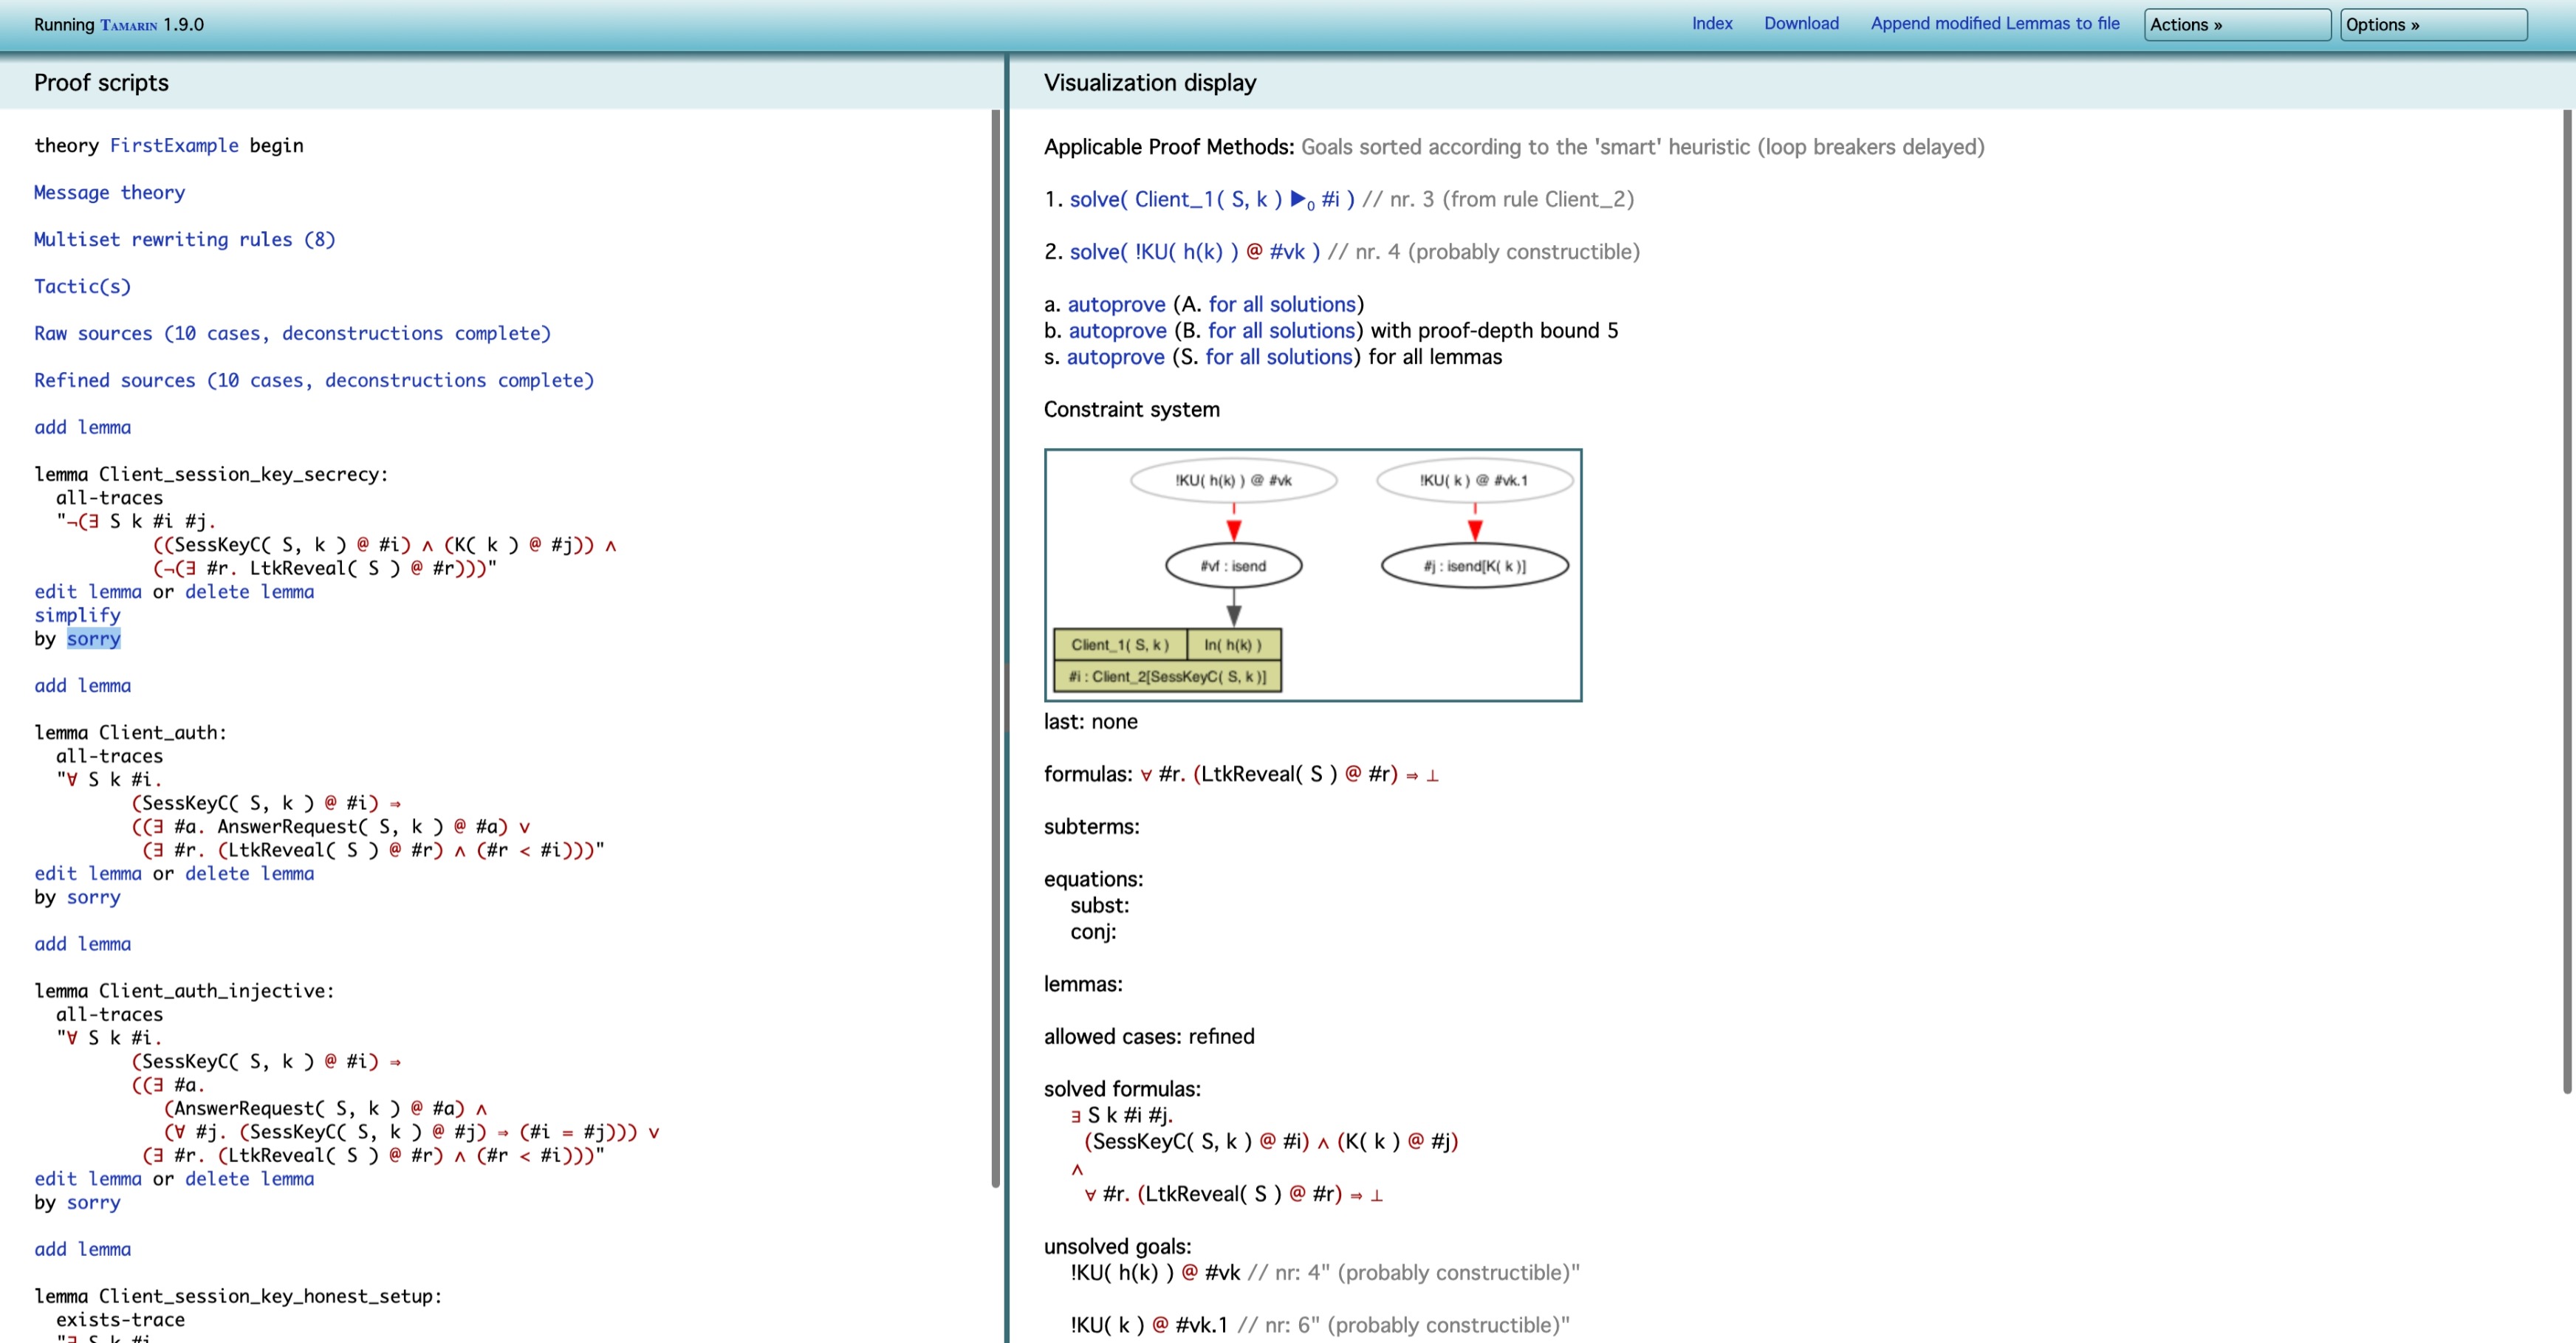 Running TAMARIN 1.9.0
Index Download Append modified Lemmas to file Actions » Options »
Proof scripts
theory FirstExample begin
Message theory
Multiset rewriting rules (8)
Tactic(s)
Raw sources (10 cases, deconstructions complete)
Refined sources (10 cases, deconstructions complete)
add lemma
lemma Client_session_key_secrecy:
all-traces
"¬(∃ S k #i #j.
((SessKeyC( S, k ) @ #i) ∧ (K( k ) @ #j)) ∧
(¬(∃ #r. LtkReveal( S ) @ #r)))"
edit lemma or delete lemma
simplify
by sorry
add lemma
lemma Client_auth:
all-traces
"∀ S k #i.
(SessKeyC( S, k ) @ #i) ⇒
((∃ #a. AnswerRequest( S, k ) @ #a) ∨
(∃ #r. (LtkReveal( S ) @ #r) ∧ (#r < #i)))"
edit lemma or delete lemma
by sorry
add lemma
lemma Client_auth_injective:
all-traces
"∀ S k #i.
(SessKeyC( S, k ) @ #i) ⇒
((∃ #a.
(AnswerRequest( S, k ) @ #a) ∧
(∀ #j. (SessKeyC( S, k ) @ #j) ⇒ (#i = #j))) ∨
(∃ #r. (LtkReveal( S ) @ #r) ∧ (#r < #i)))"
edit lemma or delete lemma
by sorry
add lemma
lemma Client_session_key_honest_setup:
exists-trace
"∃ S k #i.
Visualization display
Applicable Proof Methods: Goals sorted according to the 'smart' heuristic (loop breakers delayed)
1. solve( Client_1( S, k ) ▶₀ #i ) // nr. 3 (from rule Client_2)
2. solve( !KU( h(k) ) @ #vk ) // nr. 4 (probably constructible)
a. autoprove (A. for all solutions)
b. autoprove (B. for all solutions) with proof-depth bound 5
s. autoprove (S. for all solutions) for all lemmas
Constraint system
!KU( h(k) ) @ #vk
!KU( k ) @ #vk.1
#vf : isend
#j : isend[K( k )]
Client_1( S, k ) In( h(k) )
#i : Client_2[SessKeyC( S, k )]
last: none
formulas: ∀ #r. (LtkReveal( S ) @ #r) ⇒ ⊥
subterms:
equations:
subst:
conj:
lemmas:
allowed cases: refined
solved formulas:
∃ S k #i #j.
(SessKeyC( S, k ) @ #i) ∧ (K( k ) @ #j)
∧
∀ #r. (LtkReveal( S ) @ #r) ⇒ ⊥
unsolved goals:
!KU( h(k) ) @ #vk // nr: 4" (probably constructible)"
!KU( k ) @ #vk.1 // nr: 6" (probably constructible)"